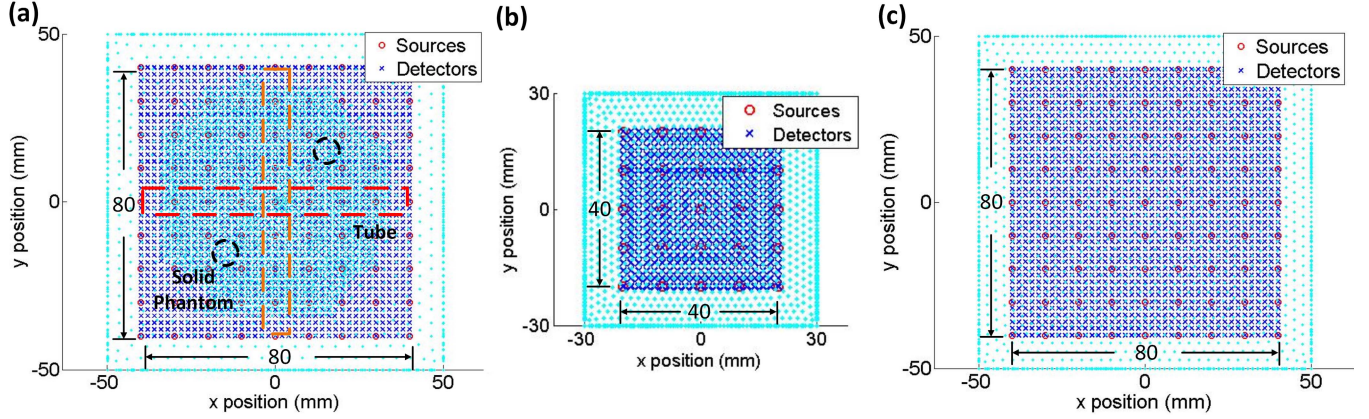 (a)
50
Sources
Detectors
80
0
Tube
Solid
Phantom
80
-50
-50
0
50
x position (mm)
y position (mm)
(b)
30
Sources
Detectors
40
0
40
-30
-30
0
30
x position (mm)
y position (mm)
(c)
50
Sources
Detectors
80
0
80
-50
-50
0
50
x position (mm)
y position (mm)